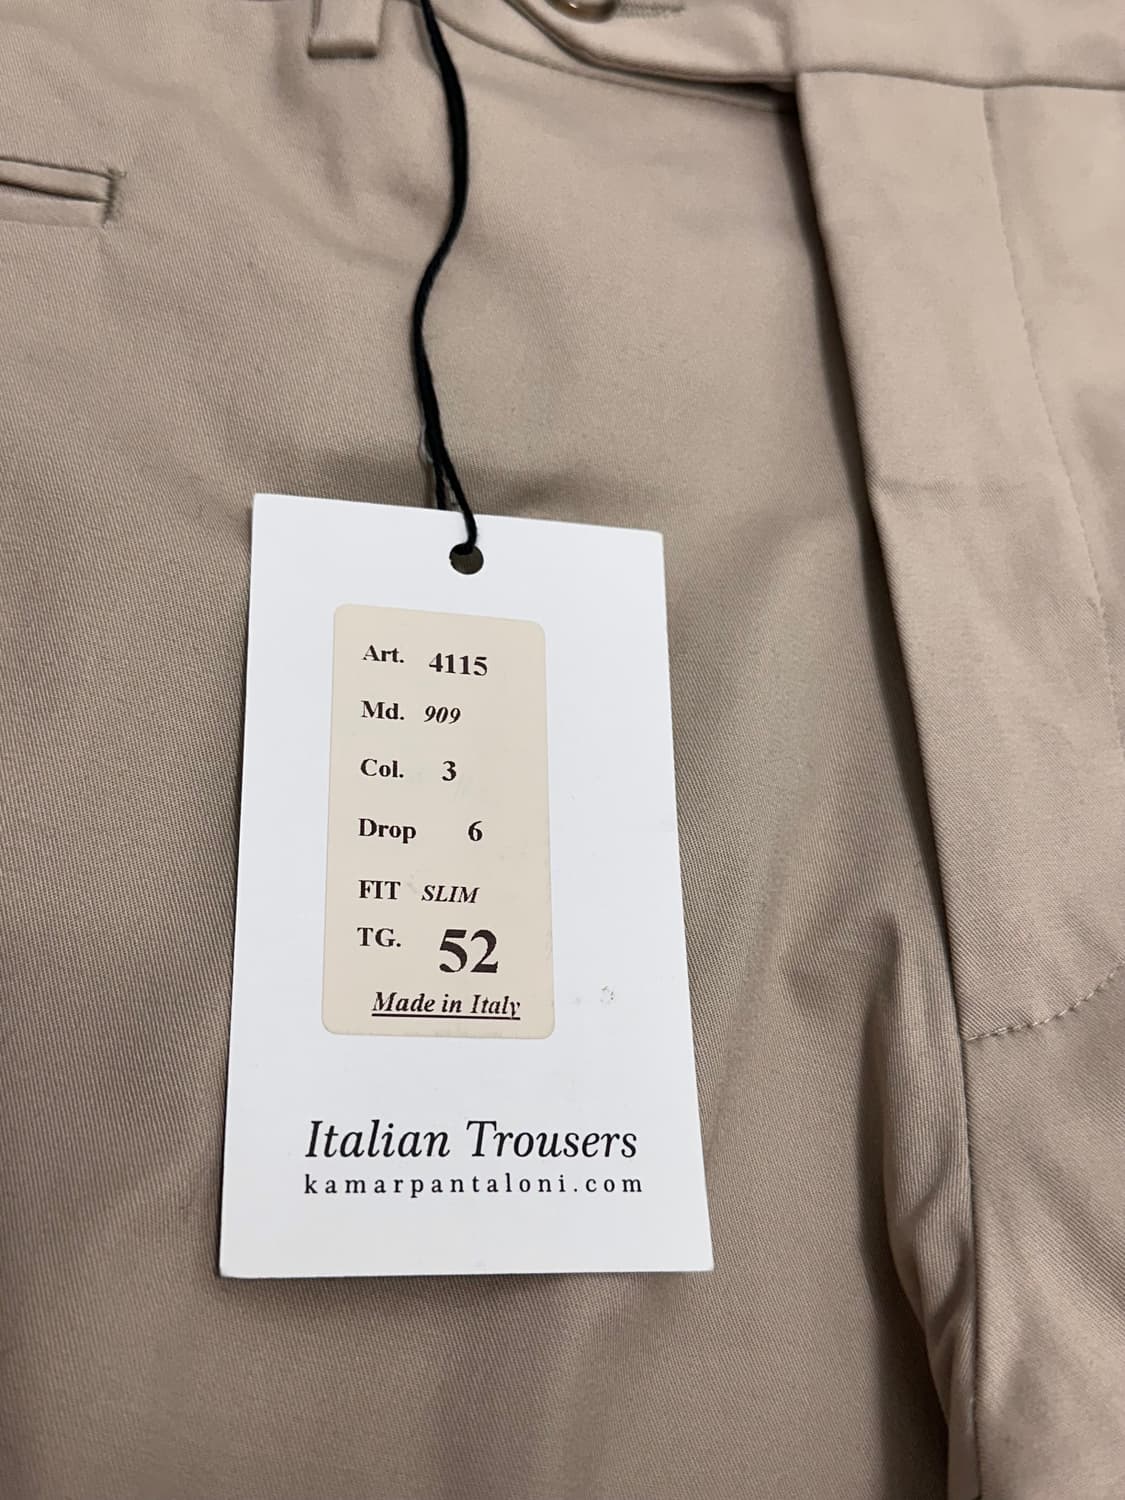 Art. 4115
Md. 909
Col. 3
Drop 6
FIT SLIM
TG. 52
Made in Italy
Italian Trousers
kamarpantaloni.com